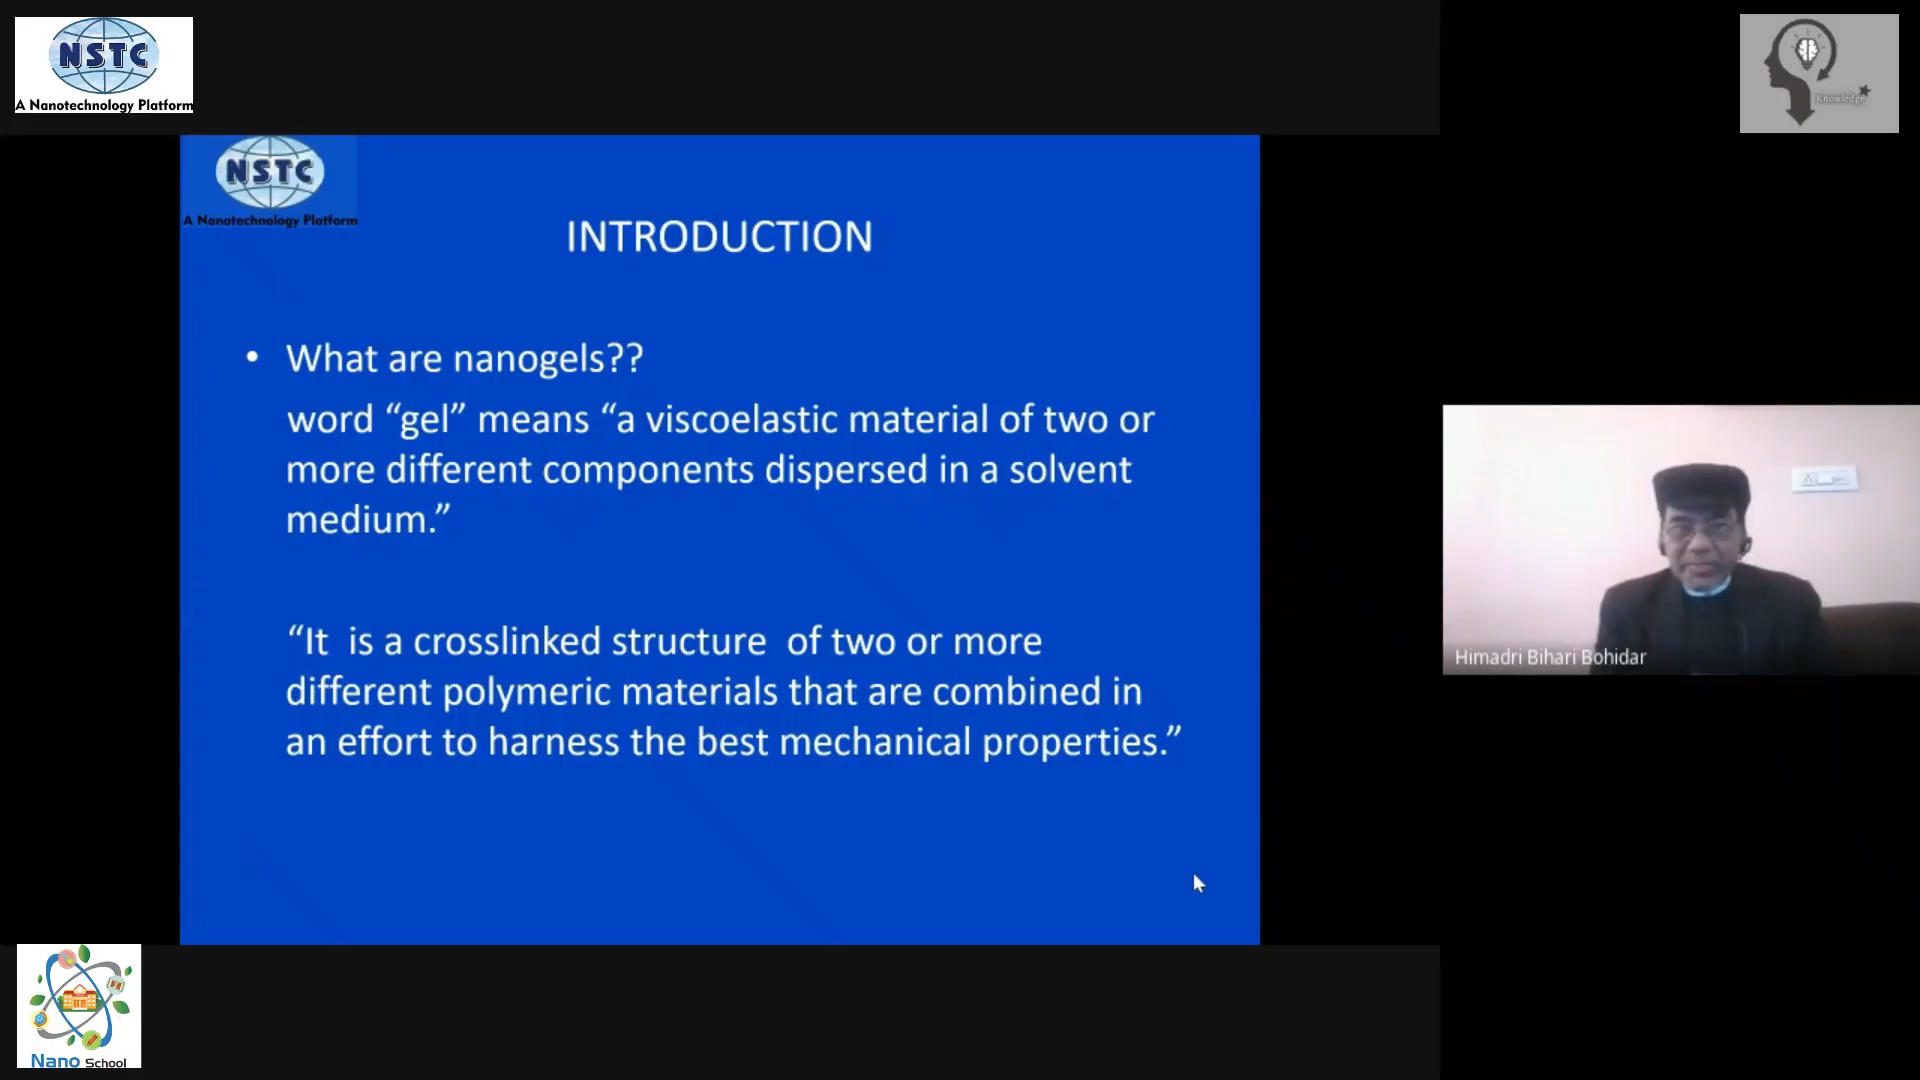 NSTC
A Nanotechnology Platform
Knowledge
NSTC
A Nanotechnology Platform
INTRODUCTION
• What are nanogels??
word “gel” means “a viscoelastic material of two or
more different components dispersed in a solvent
medium.”
“It is a crosslinked structure of two or more
different polymeric materials that are combined in
an effort to harness the best mechanical properties.”
Himadri Bihari Bohidar
Nano School